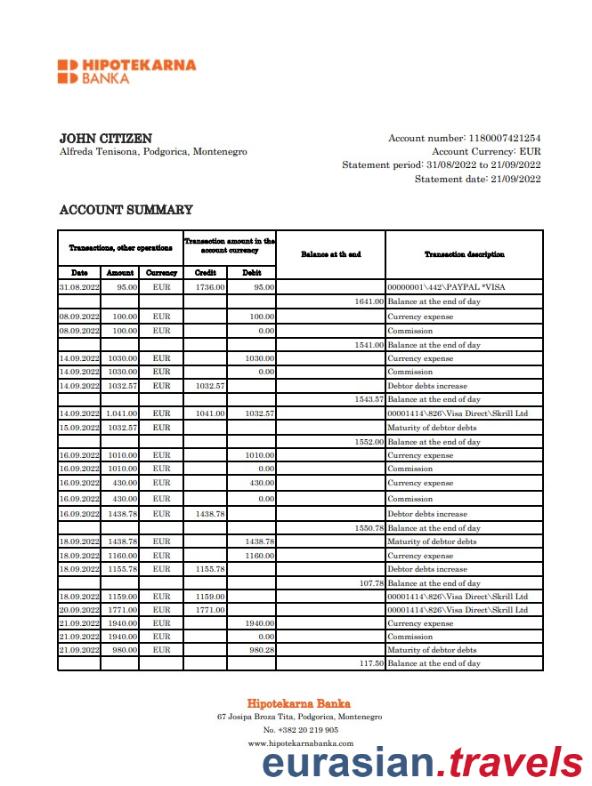 HIPOTEKARNA
BANKA
JOHN CITIZEN
Alfreda Tenisona, Podgorica, Montenegro
Account number: 1180007421254
Account Currency: EUR
Statement period: 31/08/2022 to 21/09/2022
Statement date: 21/09/2022
ACCOUNT SUMMARY
Transactions, other operations
Transaction amount in the account currency
Balance at th end
Transaction description
Date Amount Currency Credit Debit
31.08.2022 95.00 EUR 1736.00 95.00 00000001\442\PAYPAL *VISA
1641.00 Balance at the end of day
08.09.2022 100.00 EUR 100.00 Currency expense
08.09.2022 100.00 EUR 0.00 Commission
1541.00 Balance at the end of day
14.09.2022 1030.00 EUR 1030.00 Currency expense
14.09.2022 1030.00 EUR 0.00 Commission
14.09.2022 1032.57 EUR 1032.57 Debtor debts increase
1543.57 Balance at the end of day
14.09.2022 1.041.00 EUR 1041.00 1032.57 00001414\826\Visa Direct\Skrill Ltd
15.09.2022 1032.57 EUR Maturity of debtor debts
1552.00 Balance at the end of day
16.09.2022 1010.00 EUR 1010.00 Currency expense
16.09.2022 1010.00 EUR 0.00 Commission
16.09.2022 430.00 EUR 430.00 Currency expense
16.09.2022 430.00 EUR 0.00 Commission
16.09.2022 1438.78 EUR 1438.78 Debtor debts increase
1550.78 Balance at the end of day
18.09.2022 1438.78 EUR 1438.78 Maturity of debtor debts
18.09.2022 1160.00 EUR 1160.00 Currency expense
18.09.2022 1155.78 EUR 1155.78 Debtor debts increase
107.78 Balance at the end of day
18.09.2022 1159.00 EUR 1159.00 00001414\826\Visa Direct\Skrill Ltd
20.09.2022 1771.00 EUR 1771.00 00001414\826\Visa Direct\Skrill Ltd
21.09.2022 1940.00 EUR 1940.00 Currency expense
21.09.2022 1940.00 EUR 0.00 Commission
21.09.2022 980.00 EUR 980.28 Maturity of debtor debts
117.50 Balance at the end of day
Hipotekarna Banka
67 Josipa Broza Tita, Podgorica, Montenegro
No. +382 20 219 905
www.hipotekarnabanka.com
eurasian.travels